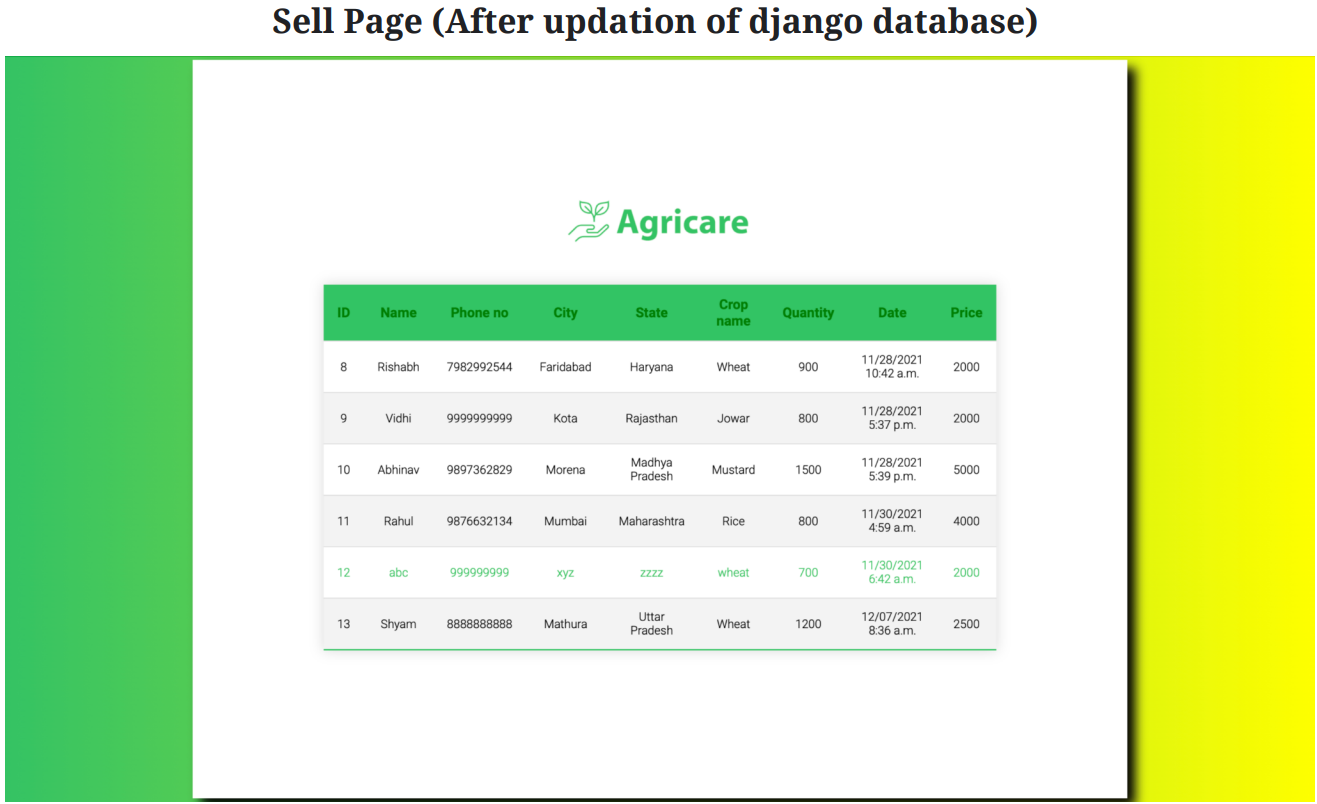 Sell Page (After updation of django database)
Agricare
ID Name Phone no City State Crop name Quantity Date Price
8 Rishabh 7982992544 Faridabad Haryana Wheat 900 11/28/2021 10:42 a.m. 2000
9 Vidhi 9999999999 Kota Rajasthan Jowar 800 11/28/2021 5:37 p.m. 2000
10 Abhinav 9897362829 Morena Madhya Pradesh Mustard 1500 11/28/2021 5:39 p.m. 5000
11 Rahul 9876632134 Mumbai Maharashtra Rice 800 11/30/2021 4:59 a.m. 4000
12 abc 999999999 xyz zzzz wheat 700 11/30/2021 6:42 a.m. 2000
13 Shyam 8888888888 Mathura Uttar Pradesh Wheat 1200 12/07/2021 8:36 a.m. 2500